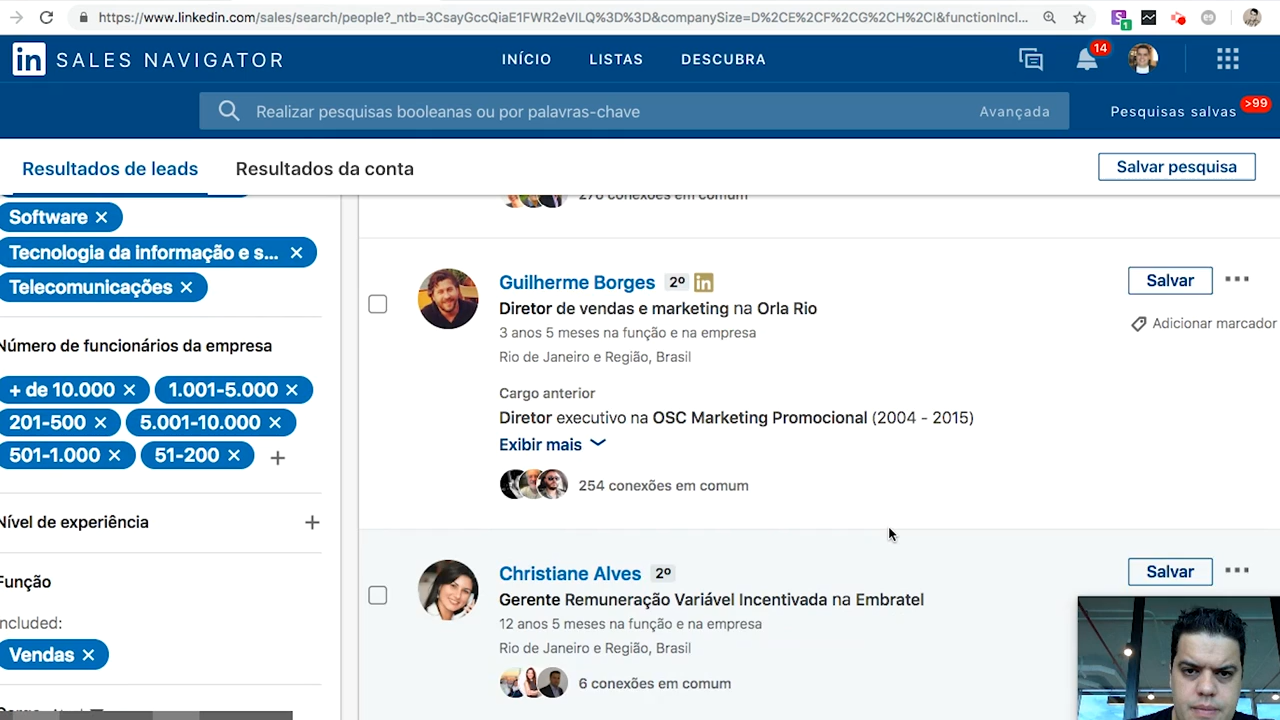 https://www.linkedin.com/sales/search/people?_ntb=3CsayGccQiaE1FWR2eVILQ%3D%3D&companySize=D%2CE%2CF%2CG%2CH%2CI&functionIncl...
in SALES NAVIGATOR
INÍCIO LISTAS DESCUBRA
14
Realizar pesquisas booleanas ou por palavras-chave
Avançada
Pesquisas salvas >99
Resultados de leads Resultados da conta
Salvar pesquisa
Software ×
Tecnologia da informação e s... ×
Telecomunicações ×
Número de funcionários da empresa
+ de 10.000 × 1.001-5.000 ×
201-500 × 5.001-10.000 ×
501-1.000 × 51-200 × +
Nível de experiência +
Função
Included:
Vendas ×
276 conexões em comum
Guilherme Borges 2º in
Diretor de vendas e marketing na Orla Rio
3 anos 5 meses na função e na empresa
Rio de Janeiro e Região, Brasil
Cargo anterior
Diretor executivo na OSC Marketing Promocional (2004 - 2015)
Exibir mais
254 conexões em comum
Salvar
Adicionar marcador
Christiane Alves 2º
Gerente Remuneração Variável Incentivada na Embratel
12 anos 5 meses na função e na empresa
Rio de Janeiro e Região, Brasil
6 conexões em comum
Salvar